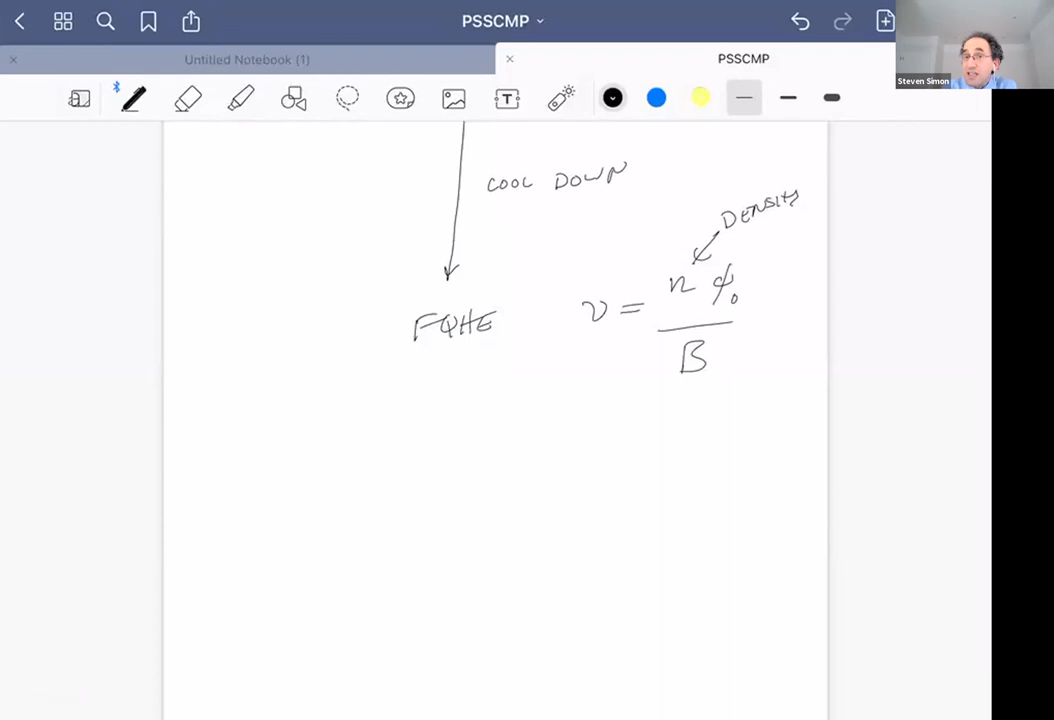 PSSCMP
Untitled Notebook (1)
PSSCMP
Steven Simon
COOL DOWN
DENSITY
FQHE
ν = n ϕ₀
B